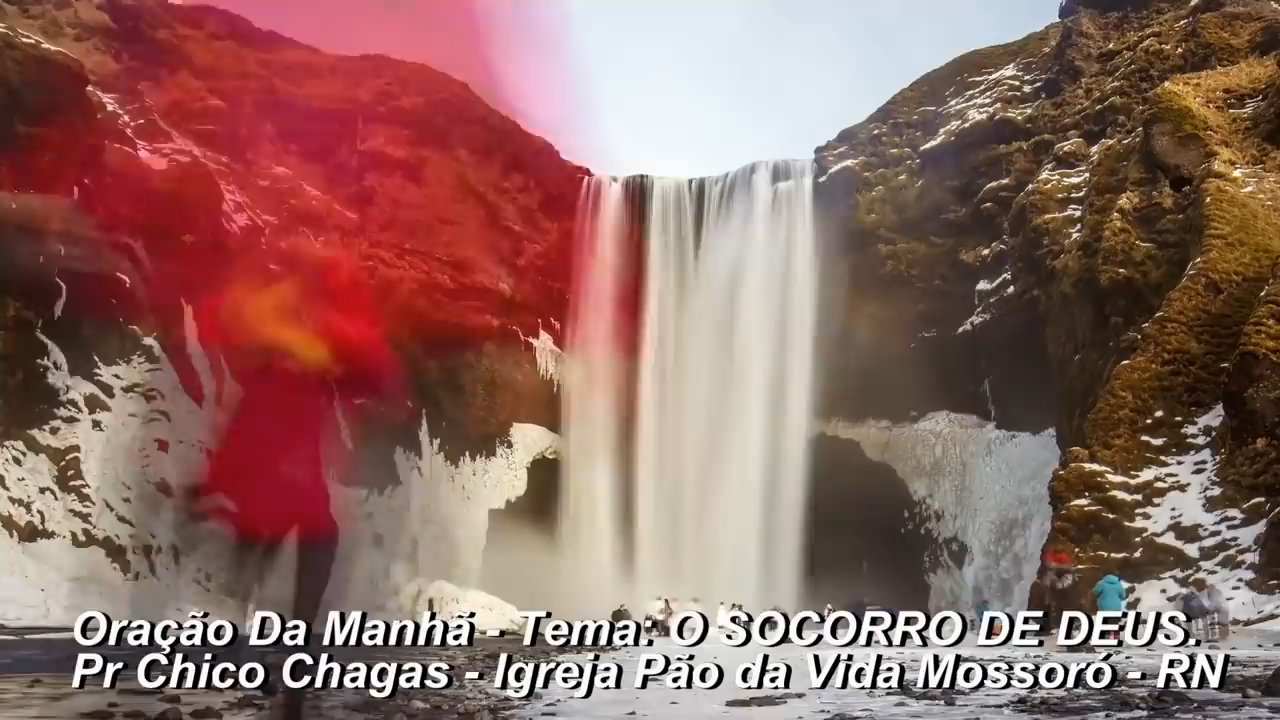 Oração Da Manhã - Tema: O SOCORRO DE DEUS.
Pr Chico Chagas - Igreja Pão da Vida Mossoró - RN